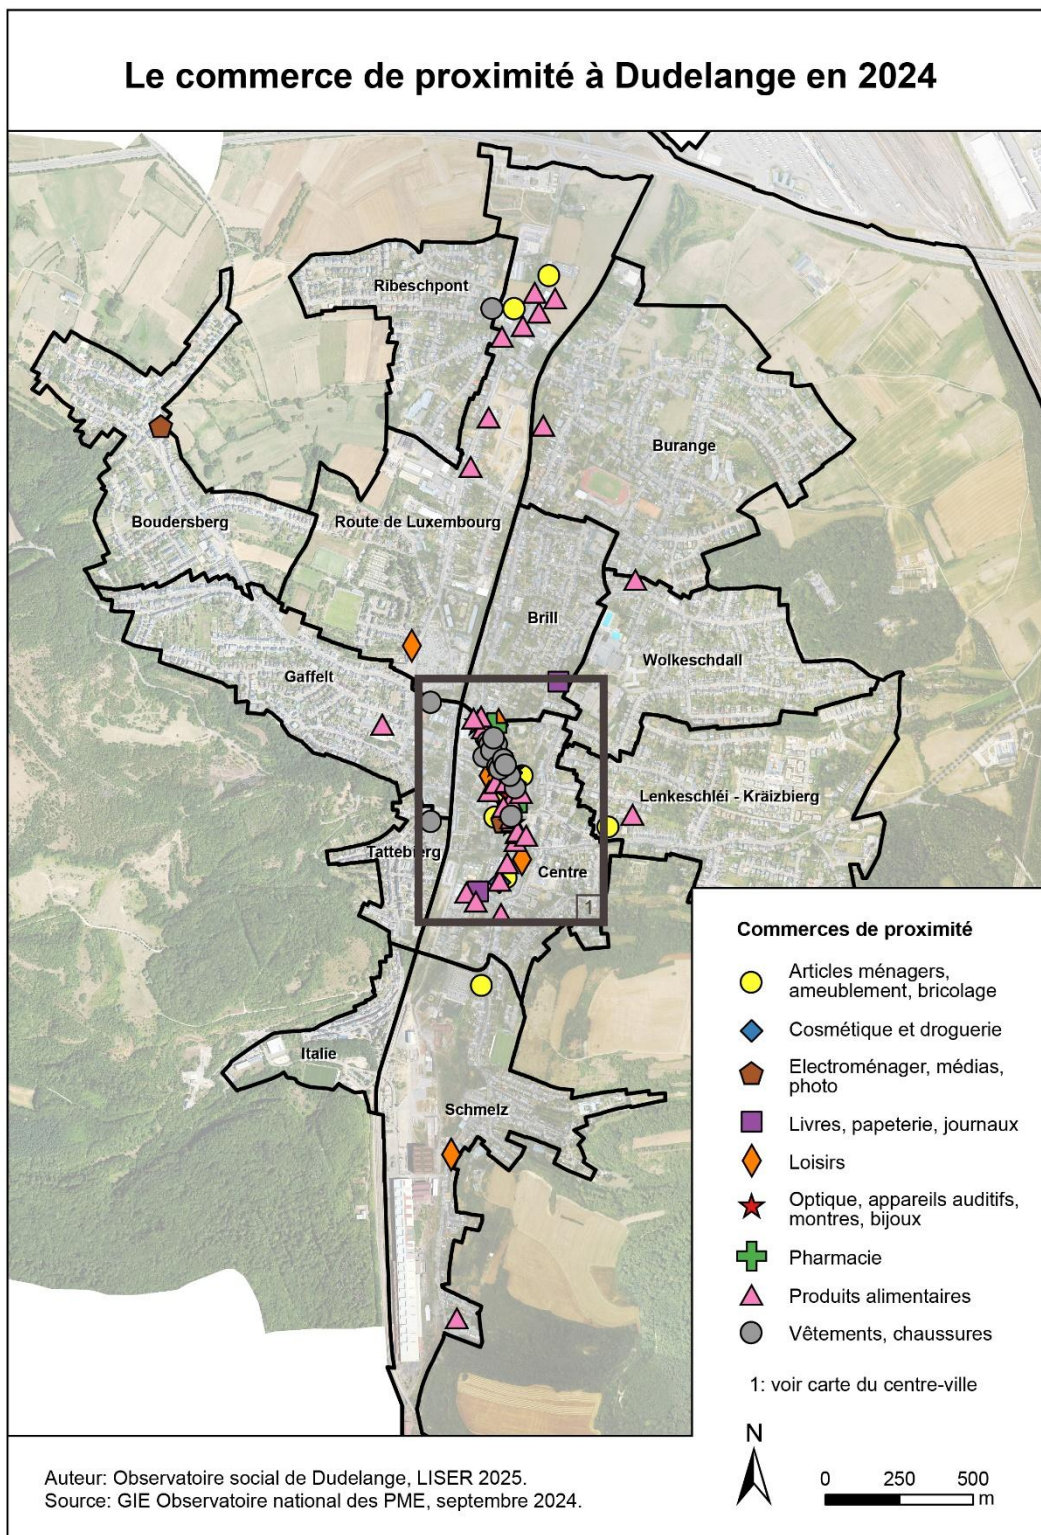 Le commerce de proximité à Dudelange en 2024
Ribeschpont
Burange
Boudersberg
Route de Luxembourg
Brill
Wolkeschdall
Gaffelt
Lenkeschléi - Kräizbierg
Tattebierg
Centre
1
Italie
Schmelz
Commerces de proximité
Articles ménagers,
ameublement, bricolage
Cosmétique et droguerie
Electroménager, médias,
photo
Livres, papeterie, journaux
Loisirs
Optique, appareils auditifs,
montres, bijoux
Pharmacie
Produits alimentaires
Vêtements, chaussures
1: voir carte du centre-ville
N
0 250 500
m
Auteur: Observatoire social de Dudelange, LISER 2025.
Source: GIE Observatoire national des PME, septembre 2024.